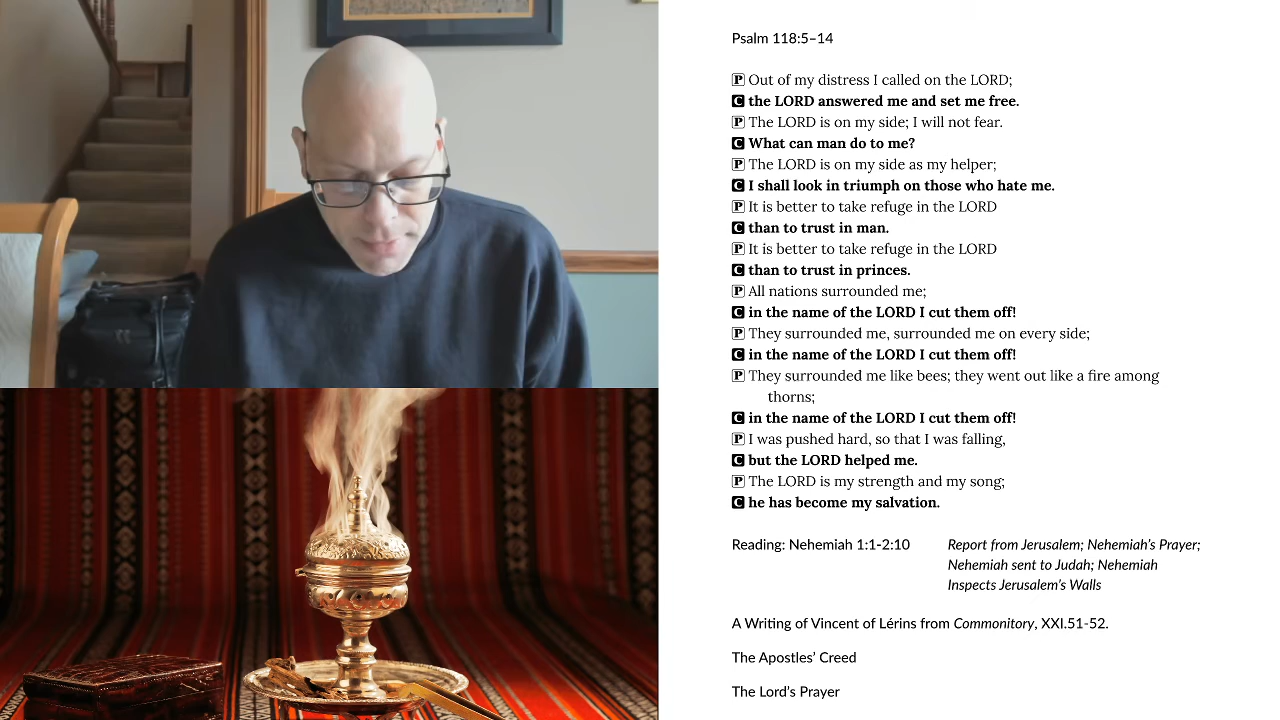 Psalm 118:5–14
P Out of my distress I called on the LORD;
C the LORD answered me and set me free.
P The LORD is on my side; I will not fear.
C What can man do to me?
P The LORD is on my side as my helper;
C I shall look in triumph on those who hate me.
P It is better to take refuge in the LORD
C than to trust in man.
P It is better to take refuge in the LORD
C than to trust in princes.
P All nations surrounded me;
C in the name of the LORD I cut them off!
P They surrounded me, surrounded me on every side;
C in the name of the LORD I cut them off!
P They surrounded me like bees; they went out like a fire among
thorns;
C in the name of the LORD I cut them off!
P I was pushed hard, so that I was falling,
C but the LORD helped me.
P The LORD is my strength and my song;
C he has become my salvation.
Reading: Nehemiah 1:1-2:10 Report from Jerusalem; Nehemiah’s Prayer;
Nehemiah sent to Judah; Nehemiah
Inspects Jerusalem’s Walls
A Writing of Vincent of Lérins from Commonitory, XXI.51-52.
The Apostles’ Creed
The Lord’s Prayer